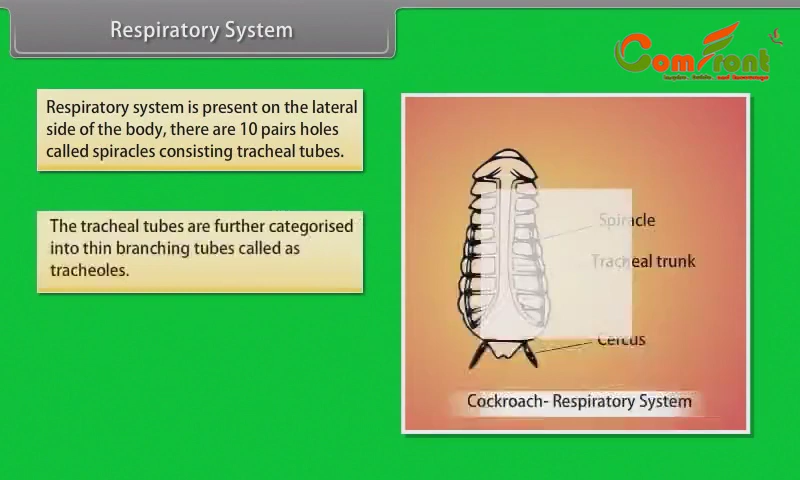 Respiratory System
ComFront
Respiratory system is present on the lateral
side of the body, there are 10 pairs holes
called spiracles consisting tracheal tubes.
The tracheal tubes are further categorised
into thin branching tubes called as
tracheoles.
Spiracle
Tracheal trunk
Cercus
Cockroach- Respiratory System